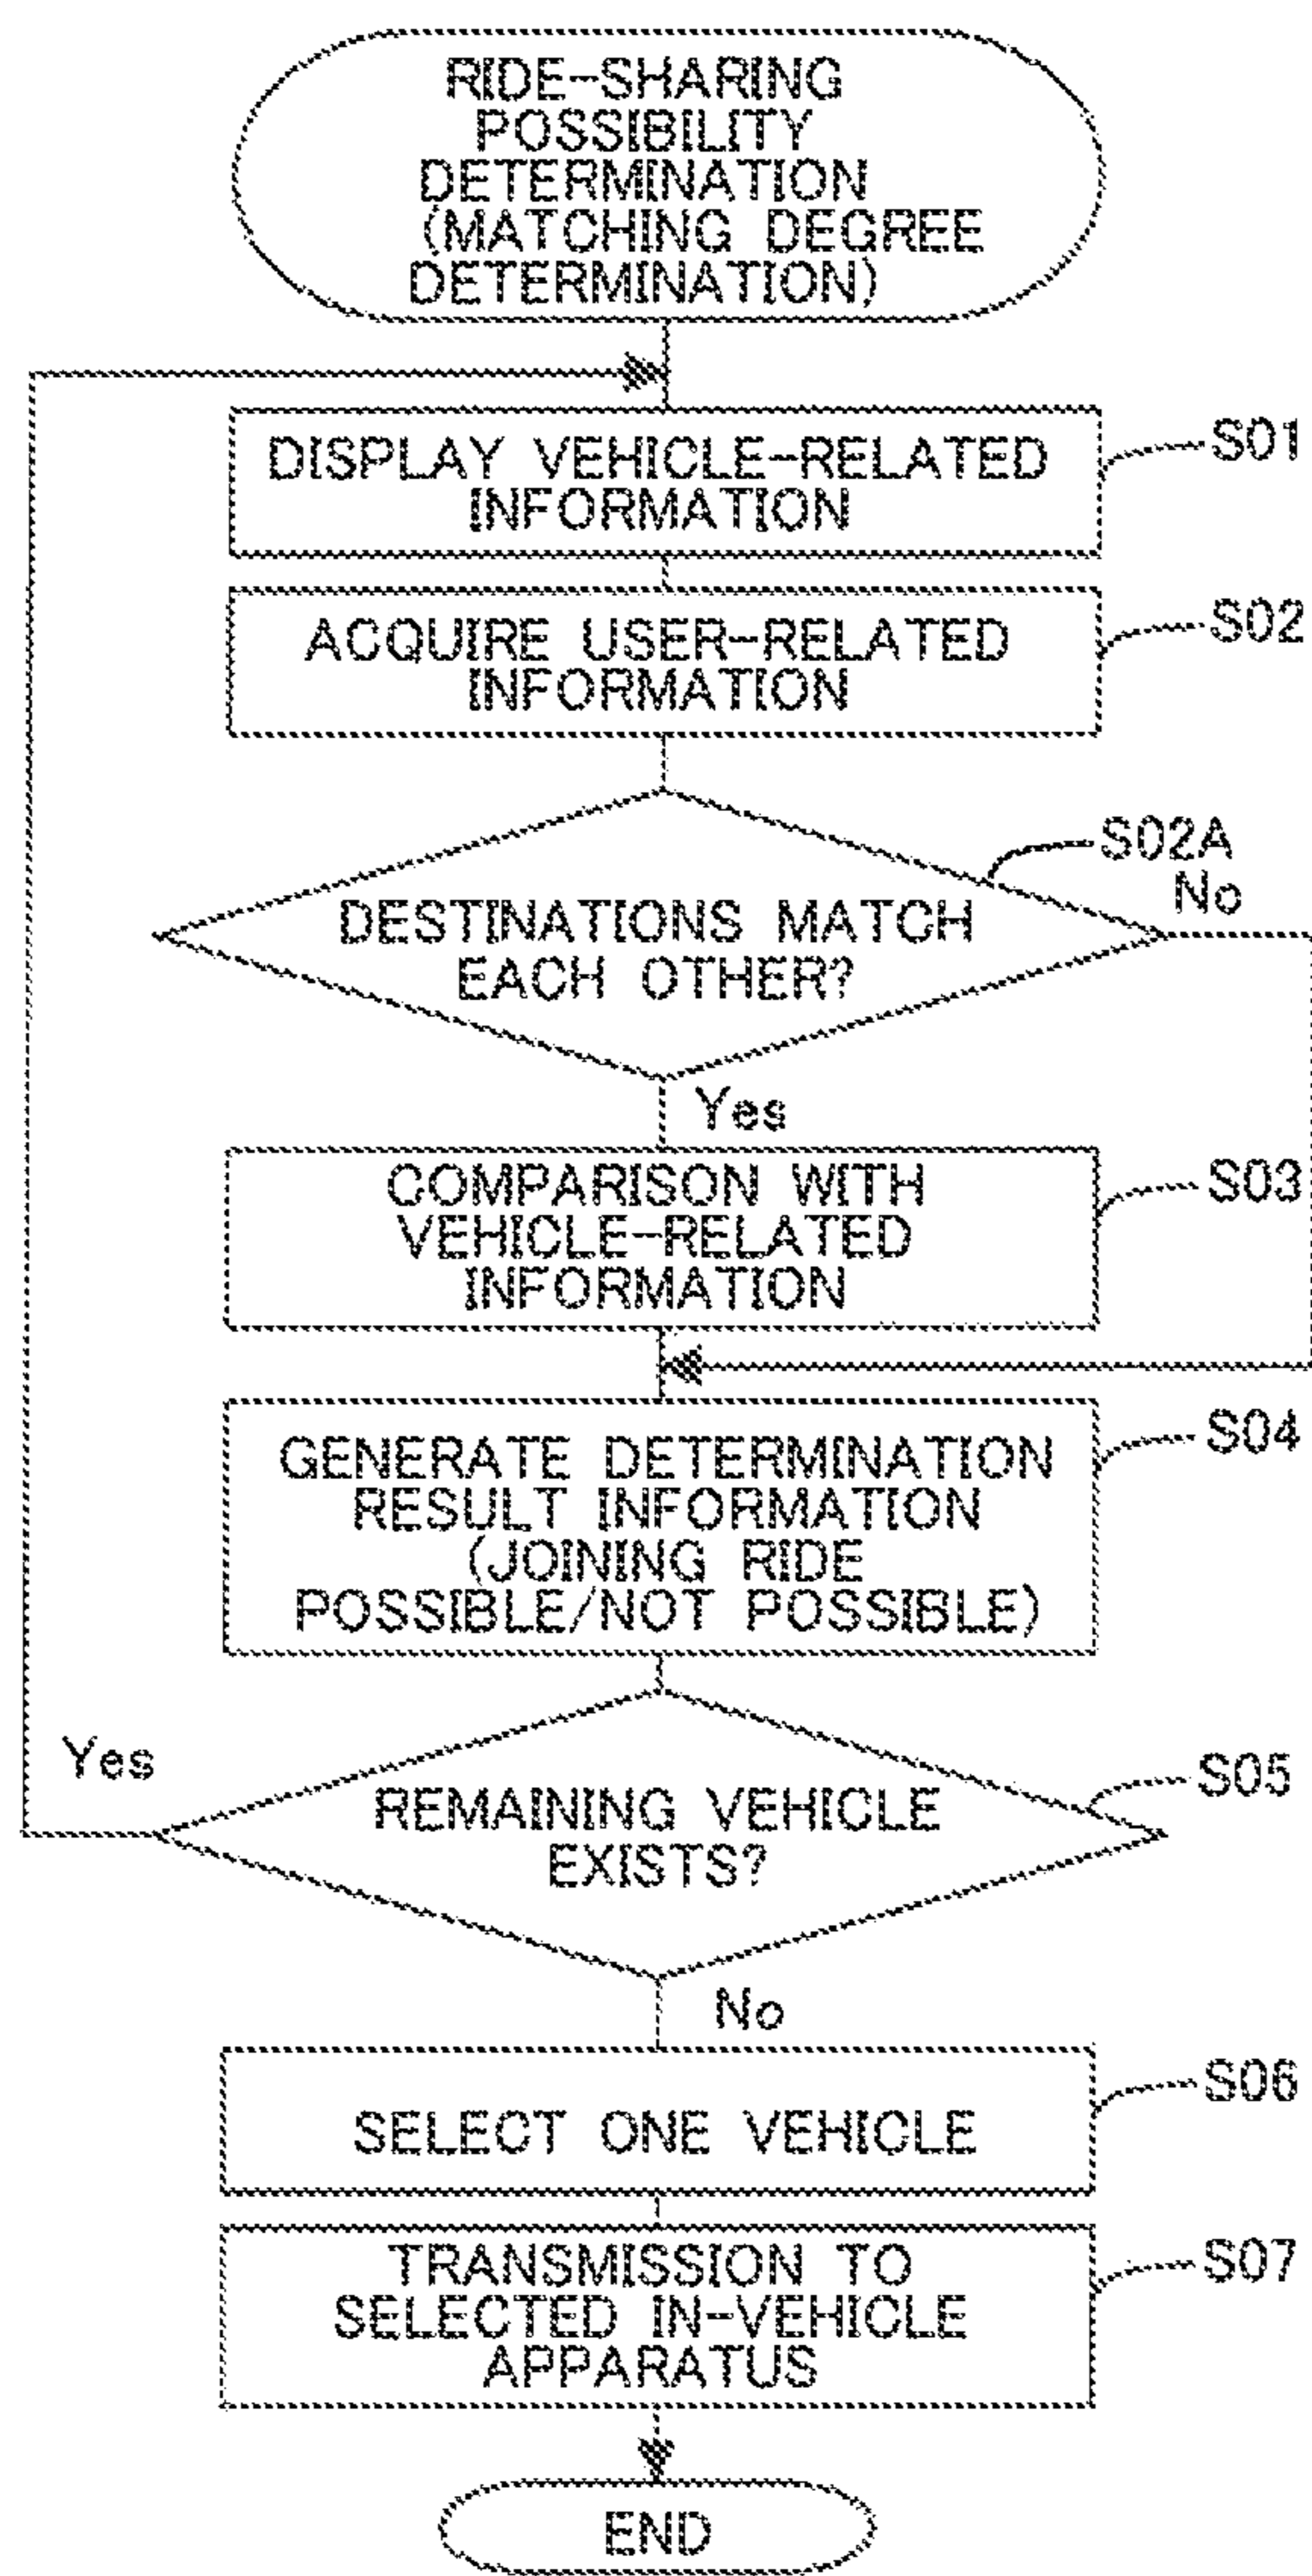 RIDE-SHARING
POSSIBILITY
DETERMINATION
(MATCHING DEGREE
DETERMINATION)
DISPLAY VEHICLE-RELATED
INFORMATION
S01
ACQUIRE USER-RELATED
INFORMATION
S02
S02A
No
DESTINATIONS MATCH
EACH OTHER?
Yes
COMPARISON WITH
VEHICLE-RELATED
INFORMATION
S03
GENERATE DETERMINATION
RESULT INFORMATION
(JOINING RIDE
POSSIBLE/NOT POSSIBLE)
S04
Yes
REMAINING VEHICLE
EXISTS?
S05
No
SELECT ONE VEHICLE
S06
TRANSMISSION TO
SELECTED IN-VEHICLE
APPARATUS
S07
END